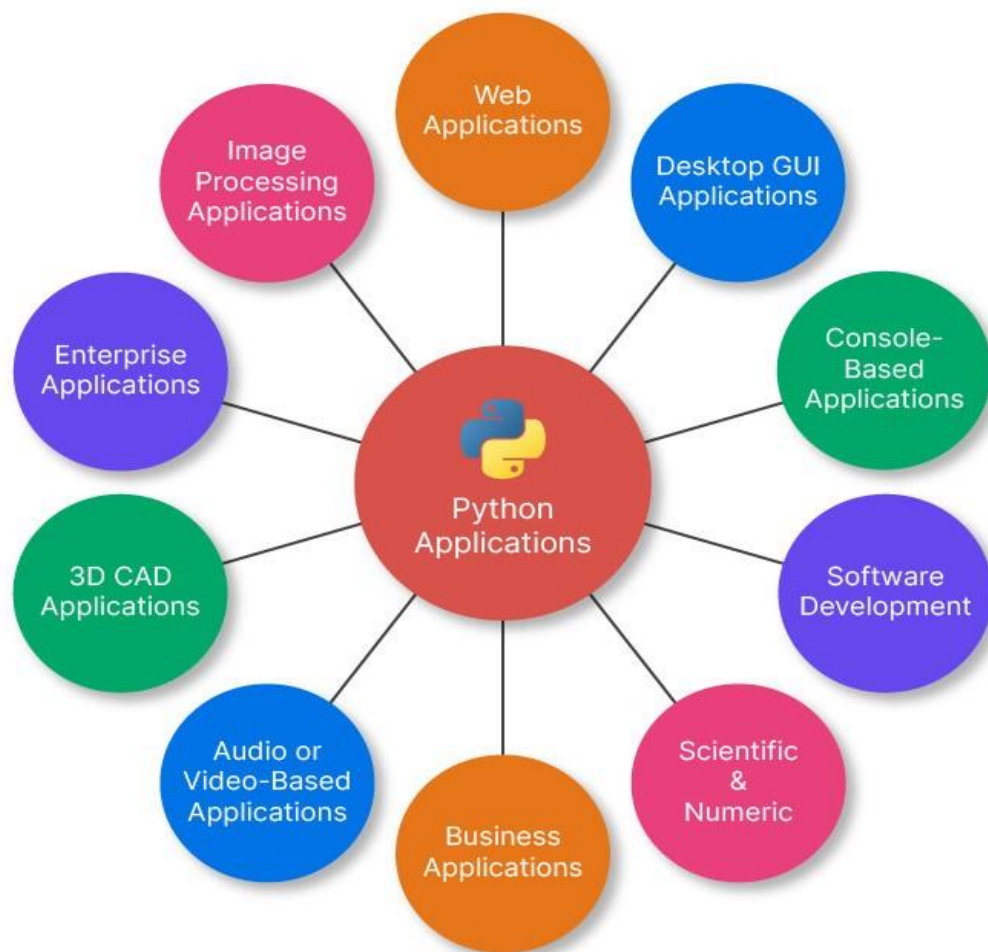 Web
Applications
Desktop GUI
Applications
Console-
Based
Applications
Software
Development
Scientific
&
Numeric
Business
Applications
Audio or
Video-Based
Applications
3D CAD
Applications
Enterprise
Applications
Image
Processing
Applications
Python
Applications